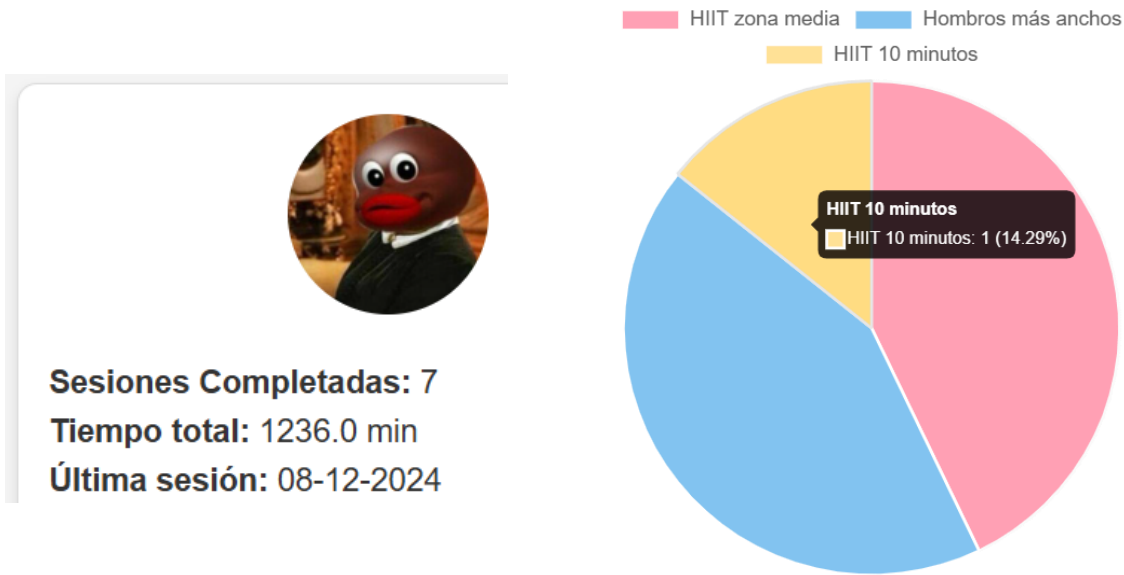 Sesiones Completadas: 7
Tiempo total: 1236.0 min
Última sesión: 08-12-2024
HIIT zona media Hombros más anchos
HIIT 10 minutos
HIIT 10 minutos
HIIT 10 minutos: 1 (14.29%)